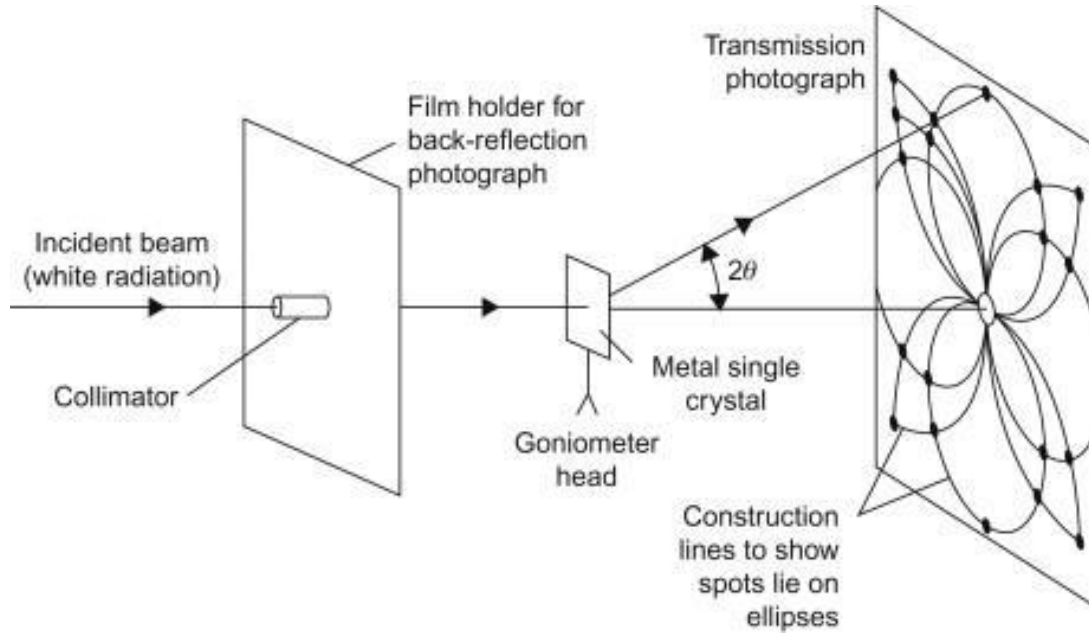 Transmission
photograph
Film holder for
back-reflection
photograph
Incident beam
(white radiation)
2θ
Collimator
Metal single
crystal
Goniometer
head
Construction
lines to show
spots lie on
ellipses